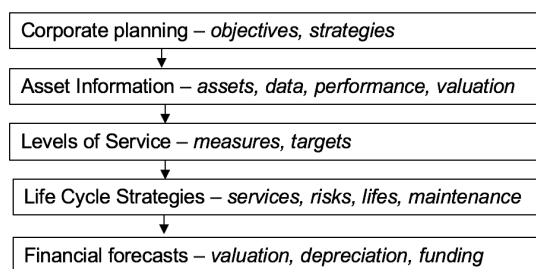 Corporate planning – objectives, strategies
Asset Information – assets, data, performance, valuation
Levels of Service – measures, targets
Life Cycle Strategies – services, risks, lifes, maintenance
Financial forecasts – valuation, depreciation, funding